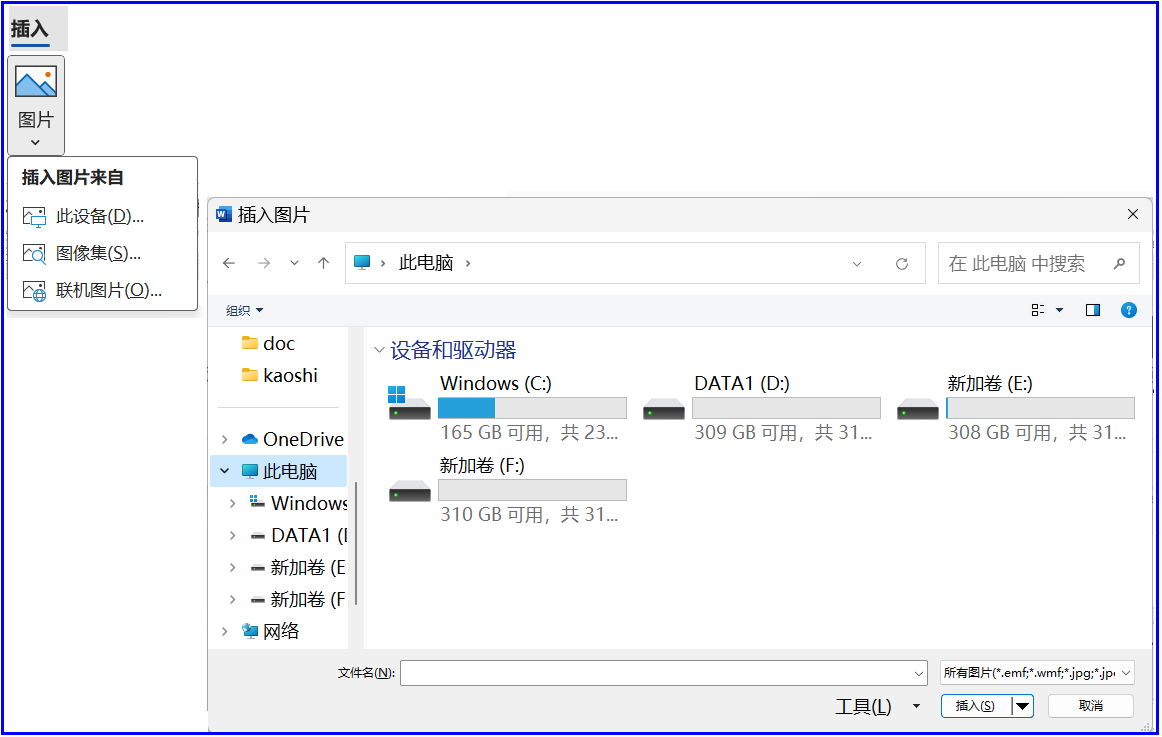 插入
图片
插入图片来自
此设备(D)...
图像集(S)...
联机图片(O)...
插入图片
此电脑
在 此电脑 中搜索
组织
doc
kaoshi
OneDrive
此电脑
Windows
DATA1 (
新加卷 (E
新加卷 (F
网络
设备和驱动器
Windows (C:)
165 GB 可用，共 23...
DATA1 (D:)
309 GB 可用，共 31...
新加卷 (E:)
308 GB 可用，共 31...
新加卷 (F:)
310 GB 可用，共 31...
文件名(N):
所有图片(*.emf;*.wmf;*.jpg;*.jp
工具(L)
插入(S)
取消